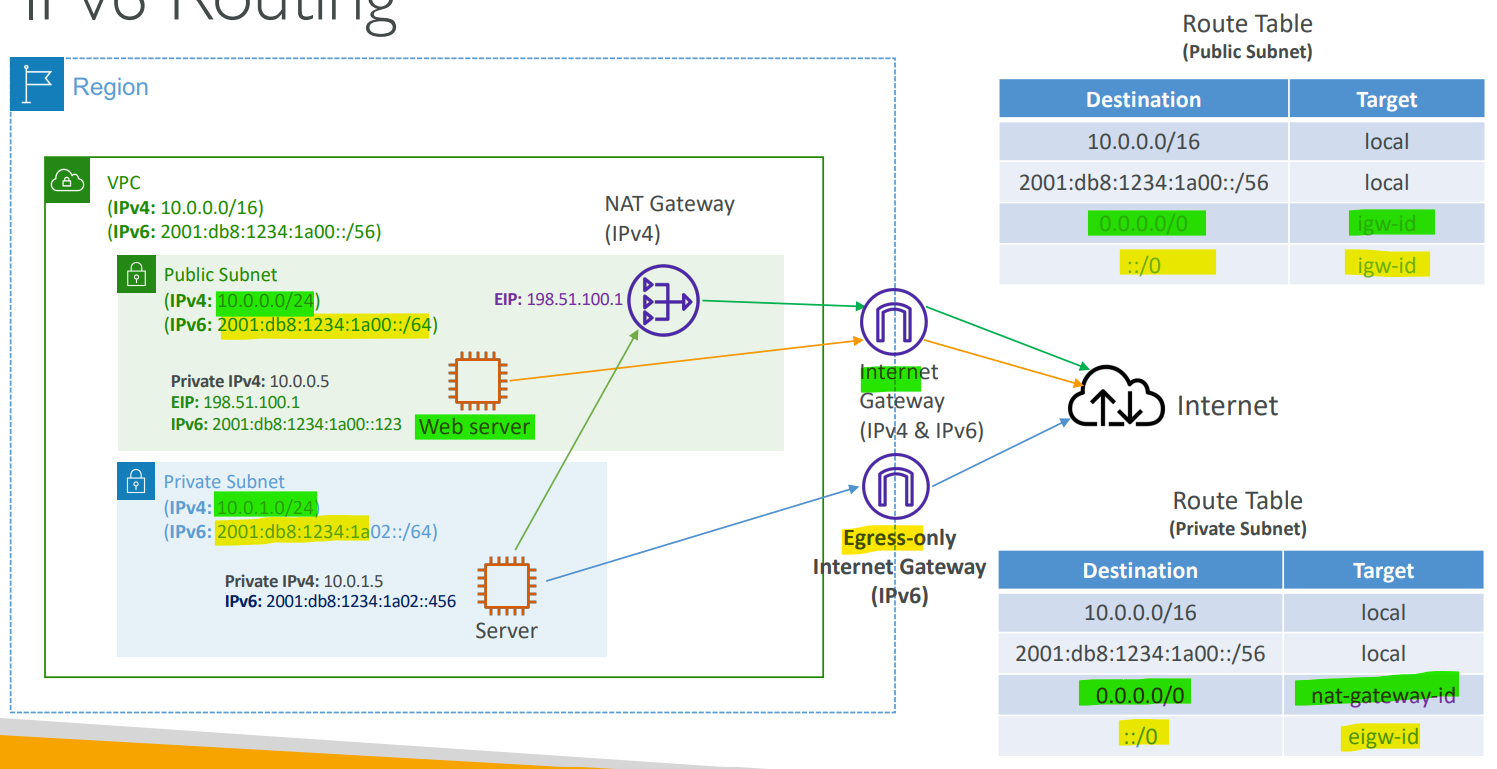 IPv6 Routing
Region
VPC
(IPv4: 10.0.0.0/16)
(IPv6: 2001:db8:1234:1a00::/56)
NAT Gateway
(IPv4)
Public Subnet
(IPv4: 10.0.0.0/24)
(IPv6: 2001:db8:1234:1a00::/64)
EIP: 198.51.100.1
Private IPv4: 10.0.0.5
EIP: 198.51.100.1
IPv6: 2001:db8:1234:1a00::123
Web server
Private Subnet
(IPv4: 10.0.1.0/24)
(IPv6: 2001:db8:1234:1a02::/64)
Private IPv4: 10.0.1.5
IPv6: 2001:db8:1234:1a02::456
Server
Internet
Gateway
(IPv4 & IPv6)
Egress-only
Internet Gateway
(IPv6)
Internet
Route Table
(Public Subnet)
Destination Target
10.0.0.0/16 local
2001:db8:1234:1a00::/56 local
0.0.0.0/0 igw-id
::/0 igw-id
Route Table
(Private Subnet)
Destination Target
10.0.0.0/16 local
2001:db8:1234:1a00::/56 local
0.0.0.0/0 nat-gateway-id
::/0 eigw-id